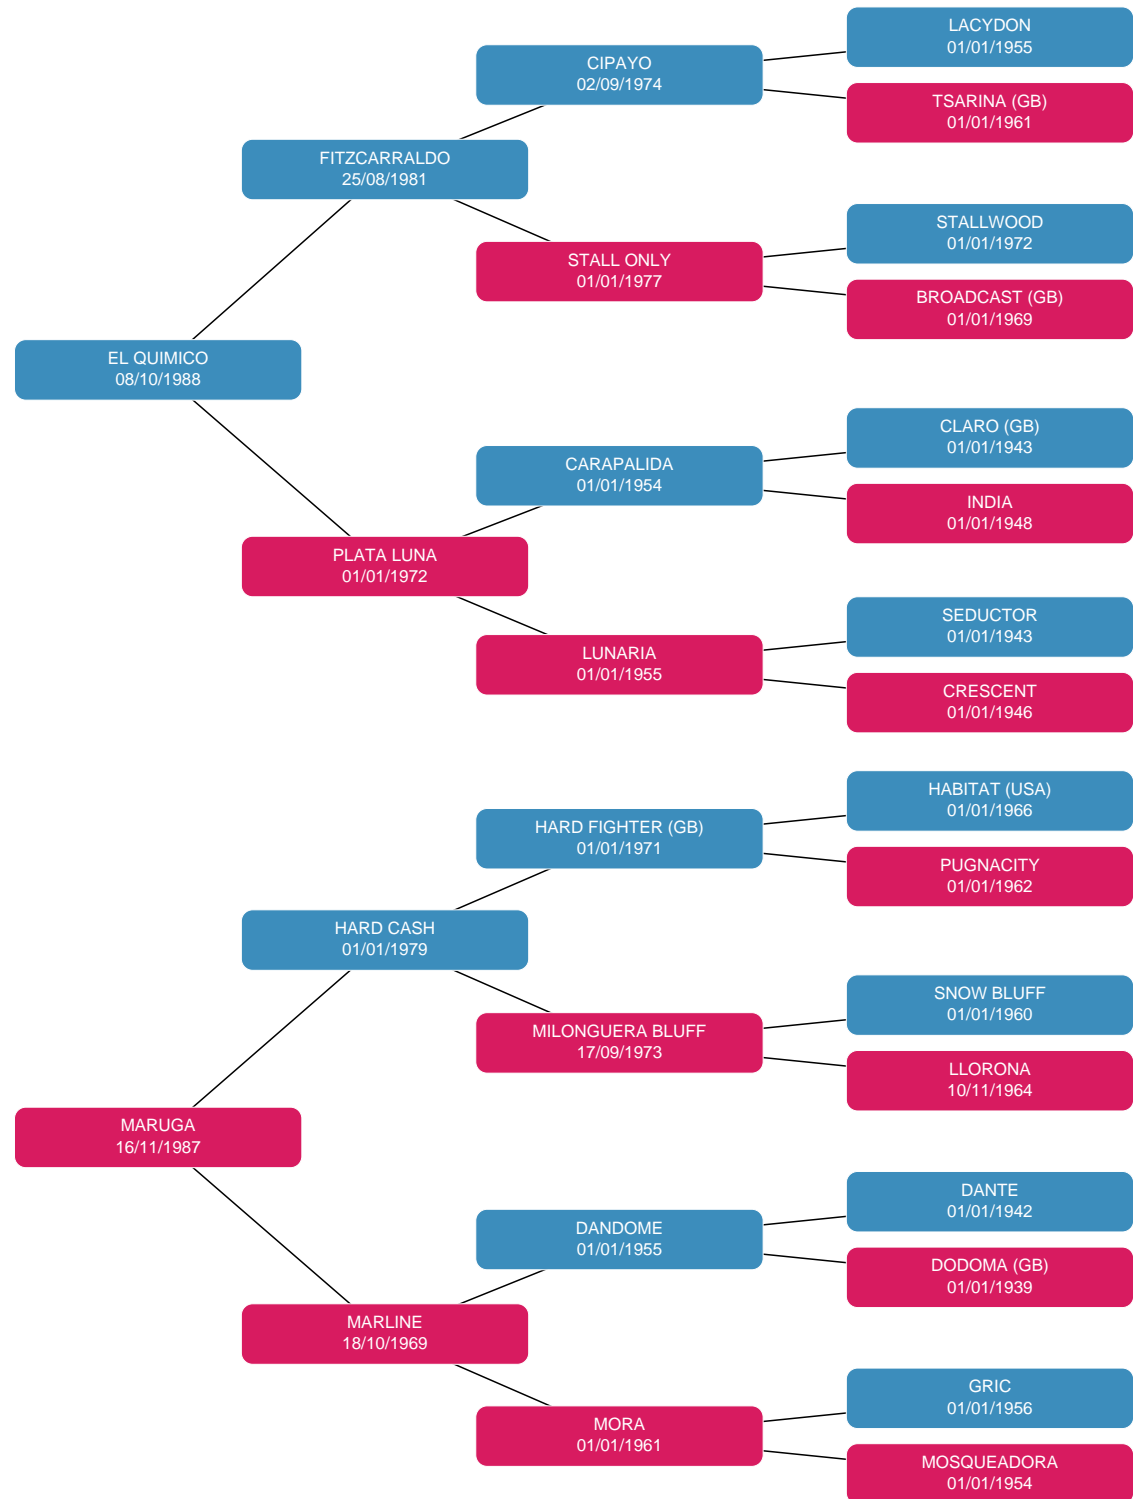 LACYDON
01/01/1955
CIPAYO
02/09/1974
TSARINA (GB)
01/01/1961
FITZCARRALDO
25/08/1981
STALLWOOD
01/01/1972
STALL ONLY
01/01/1977
BROADCAST (GB)
01/01/1969
EL QUIMICO
08/10/1988
CLARO (GB)
01/01/1943
CARAPALIDA
01/01/1954
INDIA
01/01/1948
PLATA LUNA
01/01/1972
SEDUCTOR
01/01/1943
LUNARIA
01/01/1955
CRESCENT
01/01/1946
HABITAT (USA)
01/01/1966
HARD FIGHTER (GB)
01/01/1971
PUGNACITY
01/01/1962
HARD CASH
01/01/1979
SNOW BLUFF
01/01/1960
MILONGUERA BLUFF
17/09/1973
LLORONA
10/11/1964
MARUGA
16/11/1987
DANTE
01/01/1942
DANDOME
01/01/1955
DODOMA (GB)
01/01/1939
MARLINE
18/10/1969
GRIC
01/01/1956
MORA
01/01/1961
MOSQUEADORA
01/01/1954